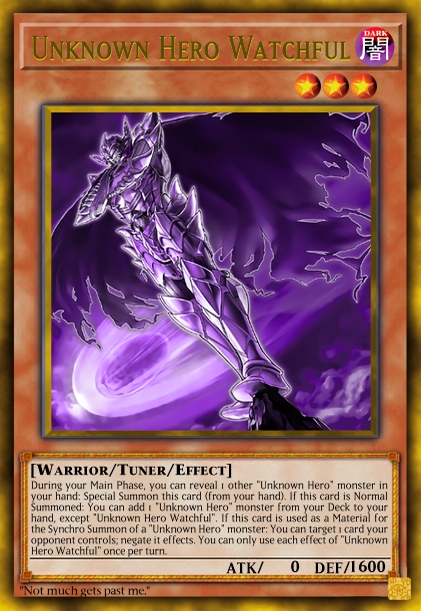 Unknown Hero Watchful
DARK
闇
[Warrior/Tuner/Effect]
During your Main Phase, you can reveal 1 other "Unknown Hero" monster in
your hand: Special Summon this card (from your hand). If this card is Normal
Summoned: You can add 1 "Unknown Hero" monster from your Deck to your
hand, except "Unknown Hero Watchful". If this card is used as a Material for
the Synchro Summon of a "Unknown Hero" monster: You can target 1 card your
opponent controls; negate it effects. You can only use each effect of "Unknown
Hero Watchful" once per turn.
ATK/ 0 DEF/1600
"Not much gets past me."